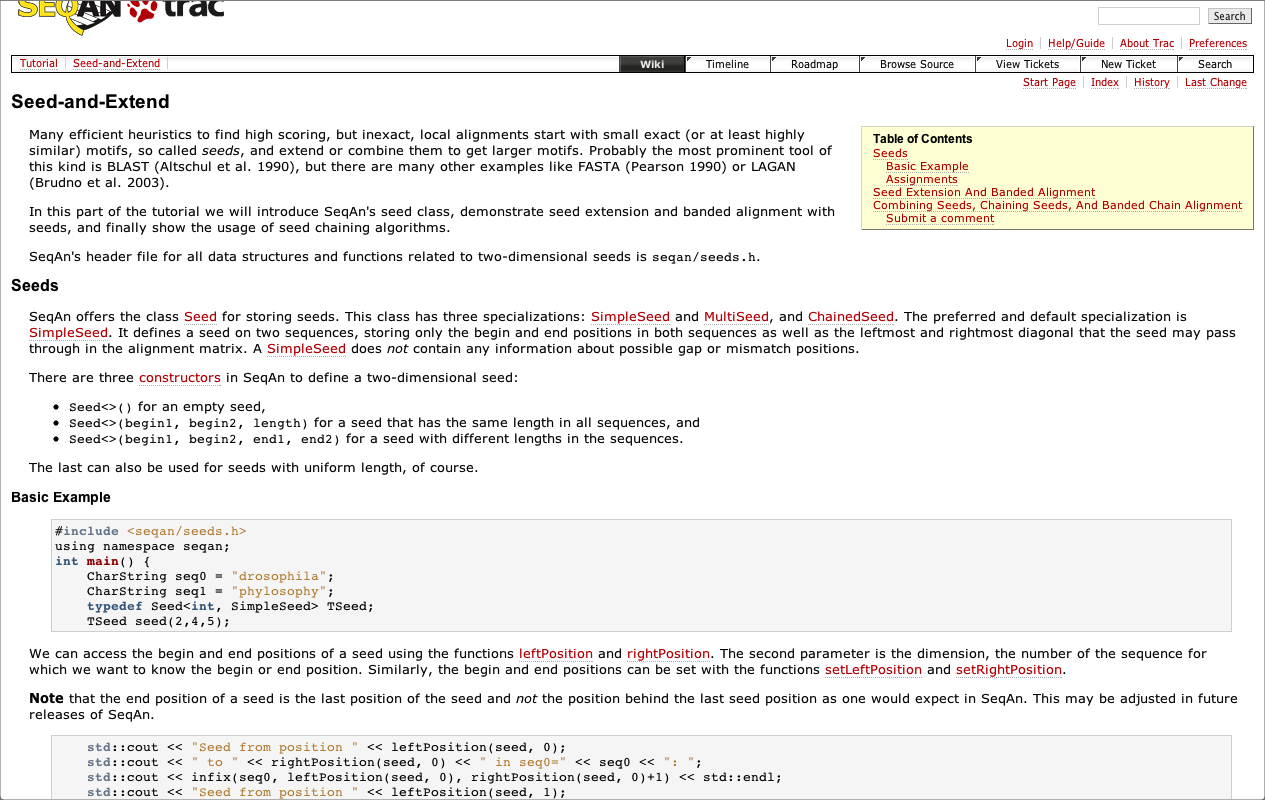 SEQAN trac
Search
Login Help/Guide About Trac Preferences
Tutorial Seed-and-Extend Wiki Timeline Roadmap Browse Source View Tickets New Ticket Search
Start Page Index History Last Change
Seed-and-Extend
Many efficient heuristics to find high scoring, but inexact, local alignments start with small exact (or at least highly
similar) motifs, so called seeds, and extend or combine them to get larger motifs. Probably the most prominent tool of
this kind is BLAST (Altschul et al. 1990), but there are many other examples like FASTA (Pearson 1990) or LAGAN
(Brudno et al. 2003).
In this part of the tutorial we will introduce SeqAn's seed class, demonstrate seed extension and banded alignment with
seeds, and finally show the usage of seed chaining algorithms.
SeqAn's header file for all data structures and functions related to two-dimensional seeds is seqan/seeds.h.
Table of Contents
Seeds
Basic Example
Assignments
Seed Extension And Banded Alignment
Combining Seeds, Chaining Seeds, And Banded Chain Alignment
Submit a comment
Seeds
SeqAn offers the class Seed for storing seeds. This class has three specializations: SimpleSeed and MultiSeed, and ChainedSeed. The preferred and default specialization is
SimpleSeed. It defines a seed on two sequences, storing only the begin and end positions in both sequences as well as the leftmost and rightmost diagonal that the seed may pass
through in the alignment matrix. A SimpleSeed does not contain any information about possible gap or mismatch positions.
There are three constructors in SeqAn to define a two-dimensional seed:
• Seed<>() for an empty seed,
• Seed<>(begin1, begin2, length) for a seed that has the same length in all sequences, and
• Seed<>(begin1, begin2, end1, end2) for a seed with different lengths in the sequences.
The last can also be used for seeds with uniform length, of course.
Basic Example
#include <seqan/seeds.h>
using namespace seqan;
int main() {
    CharString seq0 = "drosophila";
    CharString seq1 = "phylosophy";
    typedef Seed<int, SimpleSeed> TSeed;
    TSeed seed(2,4,5);
We can access the begin and end positions of a seed using the functions leftPosition and rightPosition. The second parameter is the dimension, the number of the sequence for
which we want to know the begin or end position. Similarly, the begin and end positions can be set with the functions setLeftPosition and setRightPosition.
Note that the end position of a seed is the last position of the seed and not the position behind the last seed position as one would expect in SeqAn. This may be adjusted in future
releases of SeqAn.
    std::cout << "Seed from position " << leftPosition(seed, 0);
    std::cout << " to " << rightPosition(seed, 0) << " in seq0=" << seq0 << ": ";
    std::cout << infix(seq0, leftPosition(seed, 0), rightPosition(seed, 0)+1) << std::endl;
    std::cout << "Seed from position " << leftPosition(seed, 1);